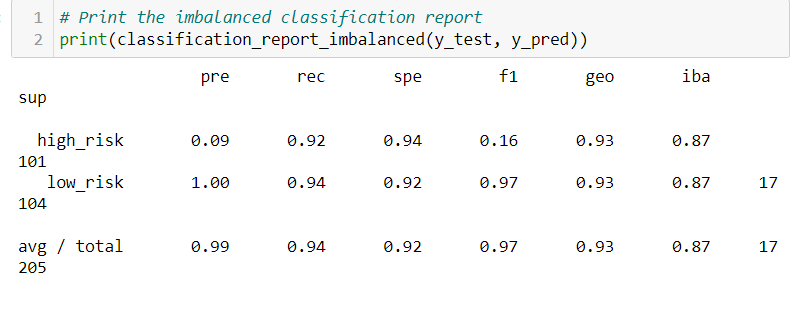 1 # Print the imbalanced classification report
2 print(classification_report_imbalanced(y_test, y_pred))
pre rec spe f1 geo iba
sup
high_risk 0.09 0.92 0.94 0.16 0.93 0.87
101
low_risk 1.00 0.94 0.92 0.97 0.93 0.87 17
104
avg / total 0.99 0.94 0.92 0.97 0.93 0.87 17
205